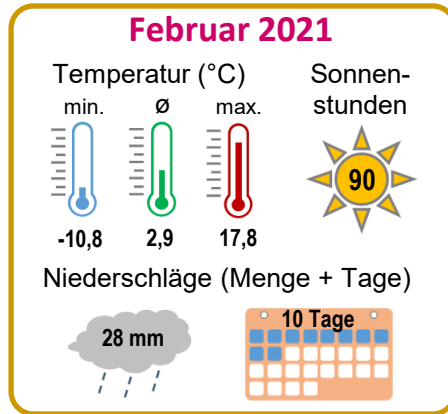 Februar 2021
Temperatur (°C)
Sonnen-
stunden
min. Ø max.
90
-10,8 2,9 17,8
Niederschläge (Menge + Tage)
28 mm
10 Tage